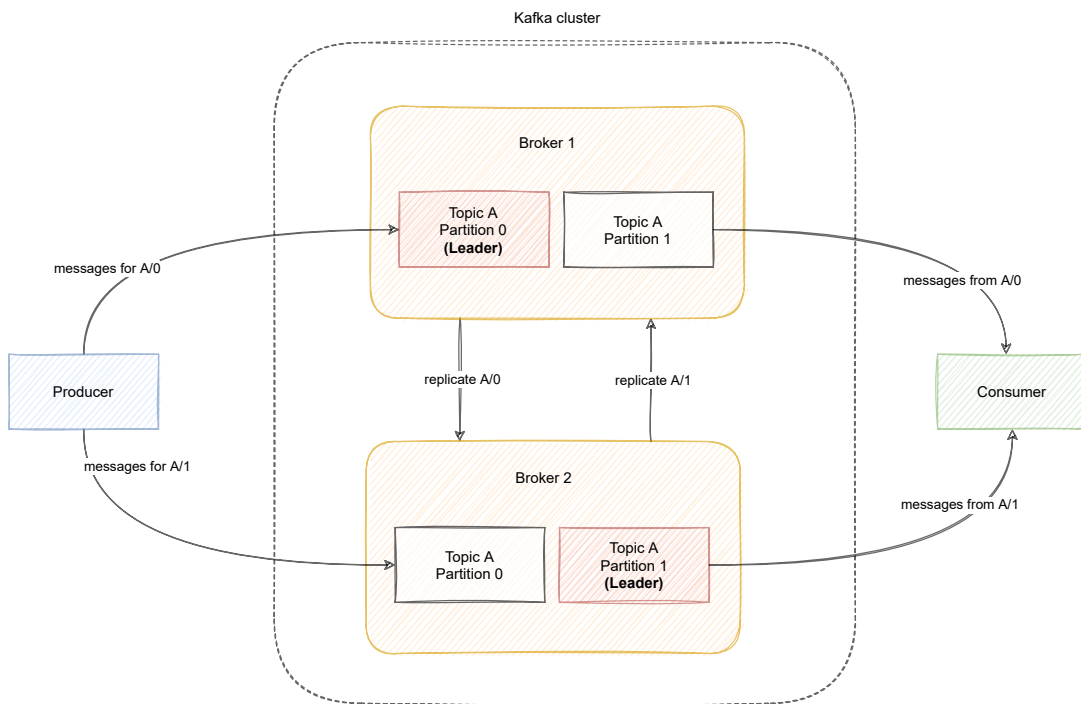 Kafka cluster
Broker 1
Topic A
Partition 0
(Leader)
Topic A
Partition 1
messages for A/0
messages from A/0
Producer
replicate A/0
replicate A/1
Consumer
messages for A/1
Broker 2
messages from A/1
Topic A
Partition 0
Topic A
Partition 1
(Leader)